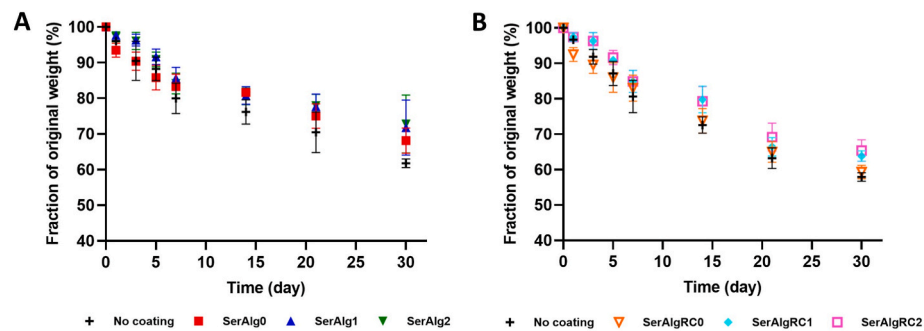 A
Fraction of original weight (%)
100
90
80
70
60
50
40
0 5 10 15 20 25 30
Time (day)
No coating SerAlg0 SerAlg1 SerAlg2
B
Fraction of original weight (%)
100
90
80
70
60
50
40
0 5 10 15 20 25 30
Time (day)
No coating SerAlgRC0 SerAlgRC1 SerAlgRC2